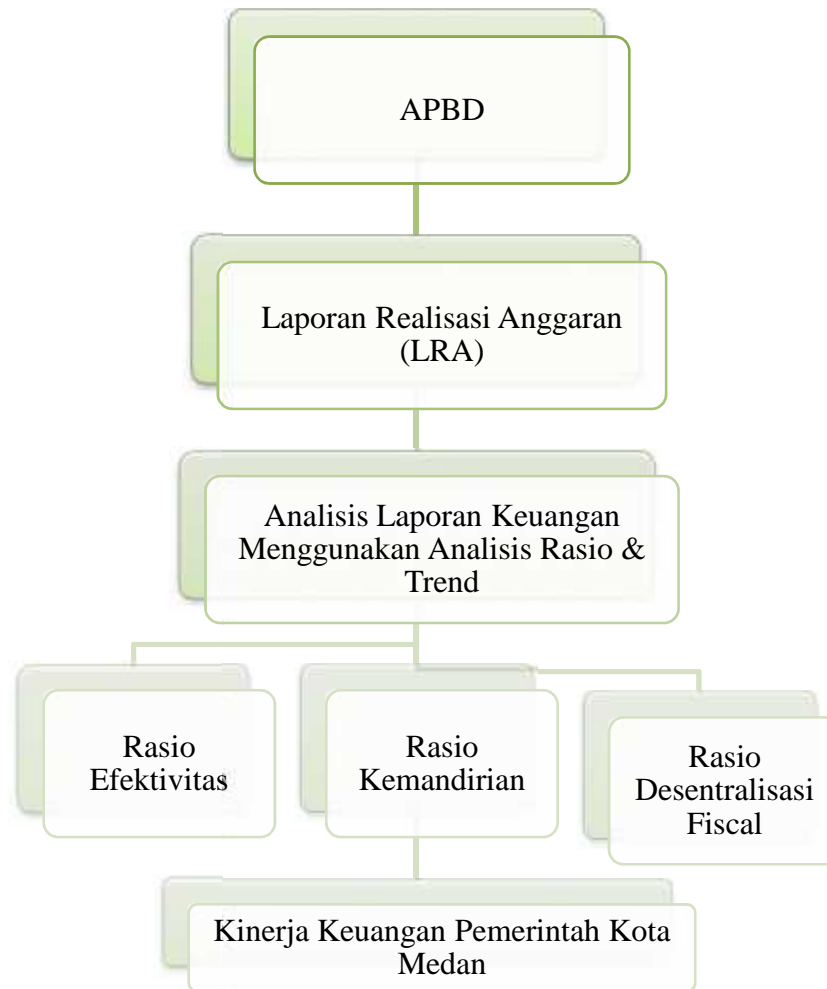 APBD
Laporan Realisasi Anggaran
(LRA)
Analisis Laporan Keuangan
Menggunakan Analisis Rasio &
Trend
Rasio
Efektivitas
Rasio
Kemandirian
Rasio
Desentralisasi
Fiscal
Kinerja Keuangan Pemerintah Kota
Medan